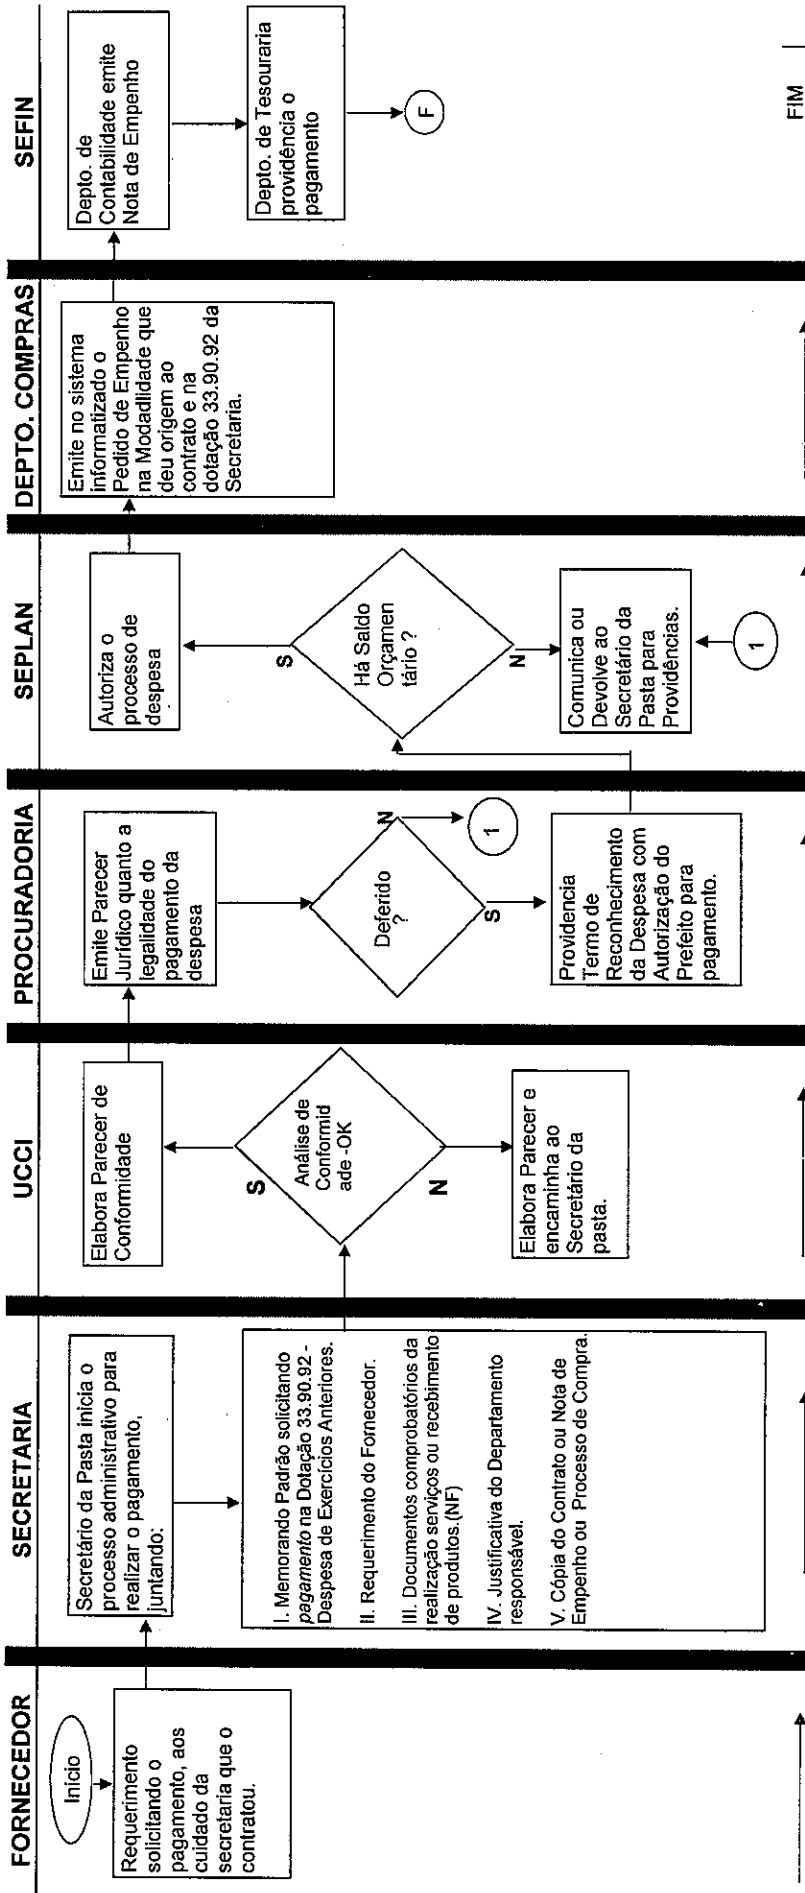 FORNECEDOR
Início
Requerimento
solicitando o
pagamento, aos
cuidado da
secretaria que o
contratou.
SECRETARIA
Secretário da Pasta inicia o
processo administrativo para
realizar o pagamento,
juntando:
I. Memorando Padrão solicitando
pagamento na Dotação 33.90.92 -
Despesa de Exercícios Anteriores.
II. Requerimento do Fornecedor.
III. Documentos comprobatórios da
realização serviços ou recebimento
de produtos.(NF)
IV. Justificativa do Departamento
responsável.
V. Cópia do Contrato ou Nota de
Empenho ou Processo de Compra.
UCCI
Elabora Parecer de
Conformidade
S
Análise de
Conformid
ade -OK
N
Elabora Parecer e
encaminha ao
Secretário da
pasta.
PROCURADORIA
Emite Parecer
Jurídico quanto a
legalidade do
pagamento da
despesa
Deferido
?
N
1
S
Providencia
Termo de
Reconhecimento
da Despesa com
Autorização do
Prefeito para
pagamento.
SEPLAN
Autoriza o
processo de
despesa
S
Há Saldo
Orçamen
tário ?
N
Comunica ou
Devolve ao
Secretário da
Pasta para
Providências.
1
DEPTO. COMPRAS
Emite no sistema
informatizado o
Pedido de Empenho
na Modadlidade que
deu origem ao
contrato e na
dotação 33.90.92 da
Secretaria.
SEFIN
Depto. de
Contabilidade emite
Nota de Empenho
Depto. de Tesouraria
providência o
pagamento
F
FIM